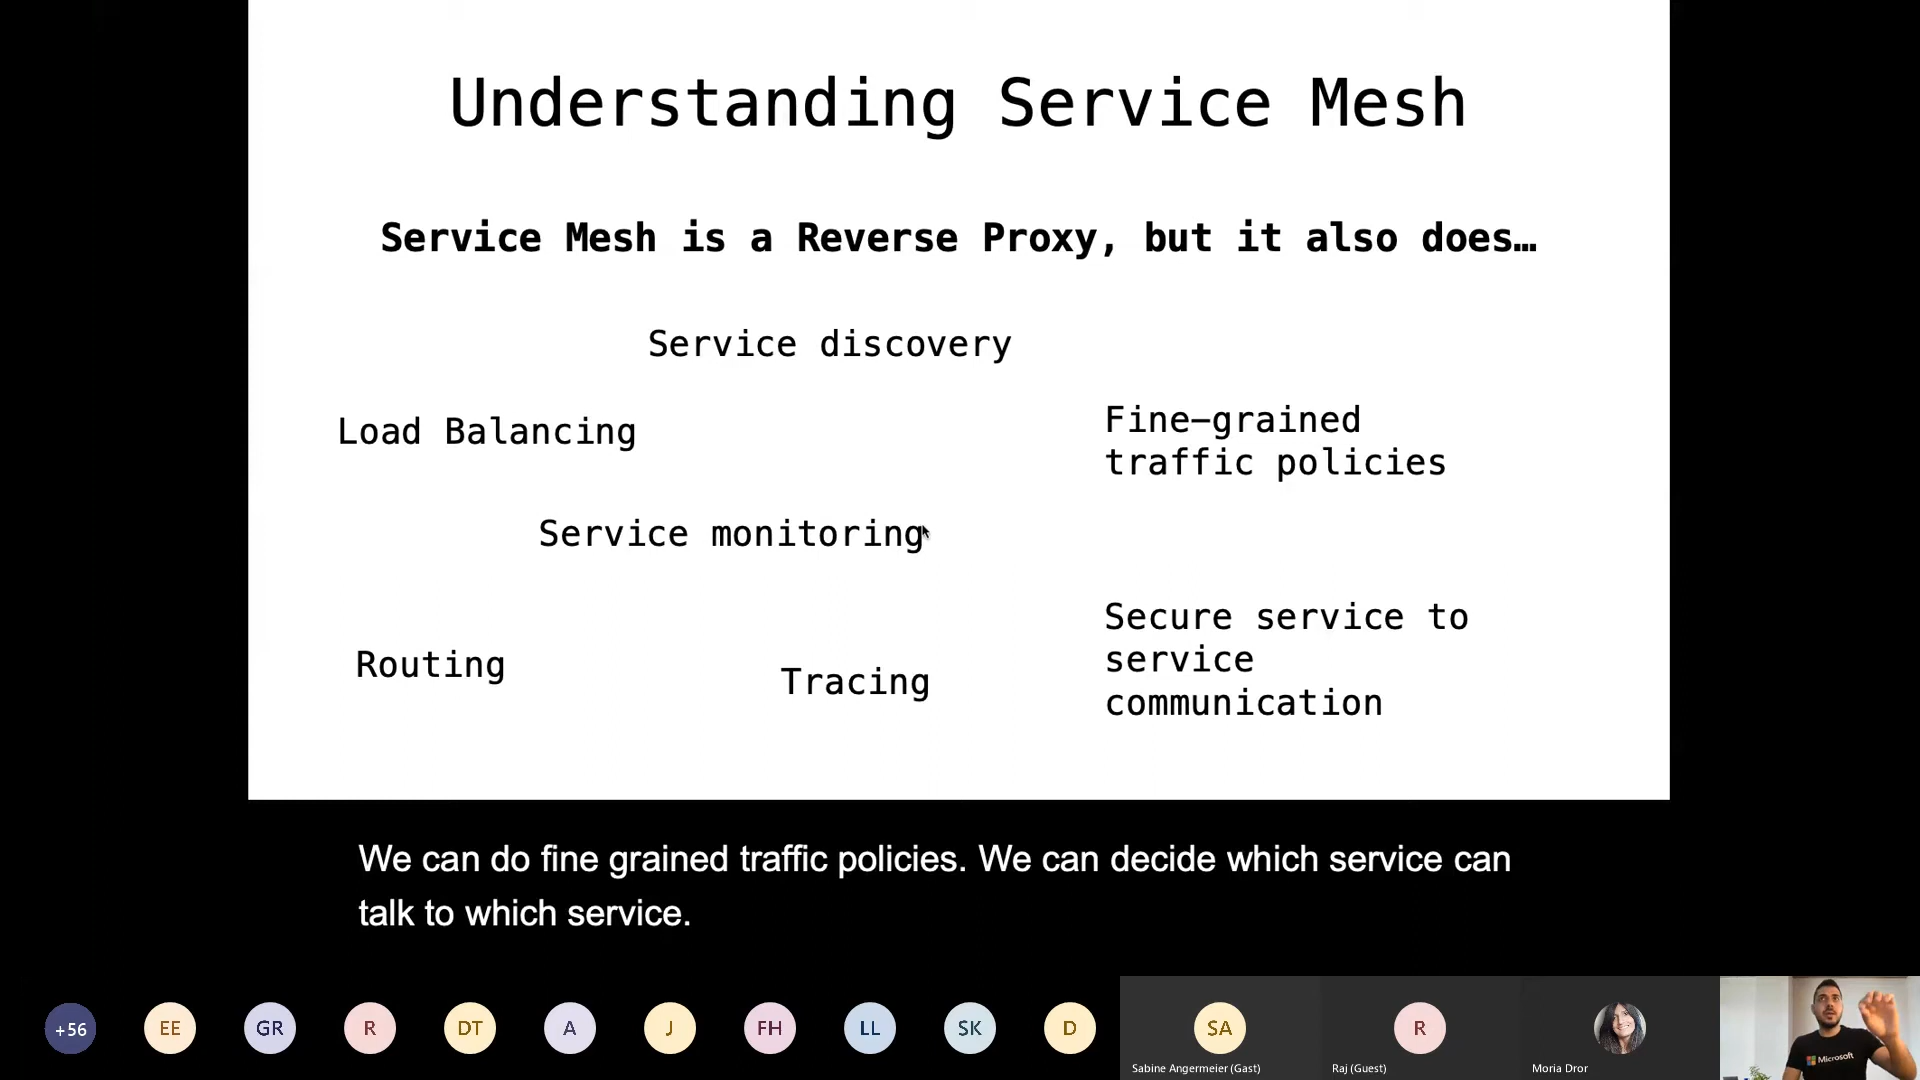 Understanding Service Mesh
Service Mesh is a Reverse Proxy, but it also does…
Service discovery
Load Balancing
Fine-grained
traffic policies
Service monitoring
Secure service to
service
communication
Routing
Tracing
We can do fine grained traffic policies. We can decide which service can
talk to which service.
+56
EE
GR
R
DT
A
J
FH
LL
SK
D
SA
R
Sabine Angermeier (Gast)
Raj (Guest)
Moria Dror
Microsoft